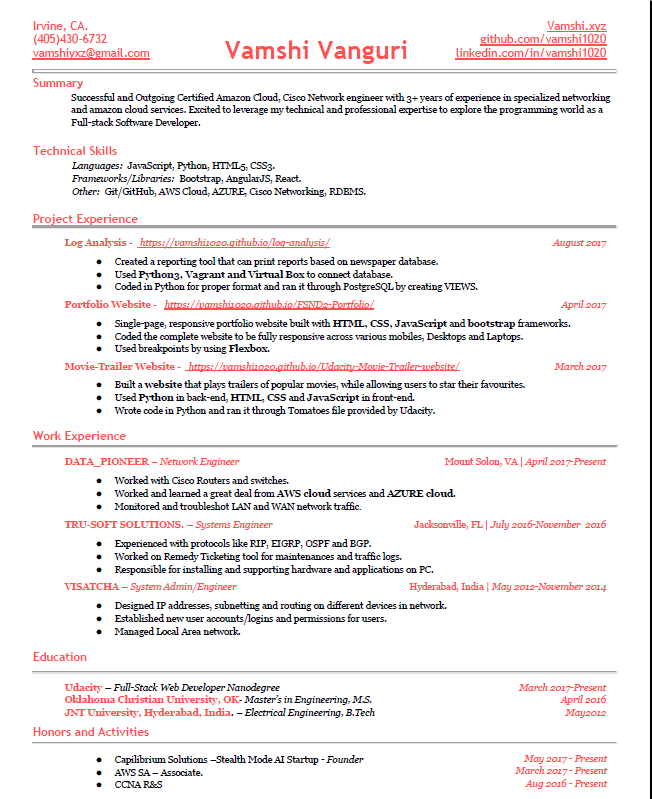 Irvine, CA.
(405)430-6732
vamshivxz@gmail.com
Vamshi Vanguri
Vamshi.xyz
github.com/vamshi1020
linkedin.com/in/vamshi1020
Summary
Successful and Outgoing Certified Amazon Cloud, Cisco Network engineer with 3+ years of experience in specialized networking
and amazon cloud services. Excited to leverage my technical and professional expertise to explore the programming world as a
Full-stack Software Developer.
Technical Skills
Languages: JavaScript, Python, HTML5, CSS3.
Frameworks/Libraries: Bootstrap, AngularJS, React.
Other: Git/GitHub, AWS Cloud, AZURE, Cisco Networking, RDBMS.
Project Experience
Log Analysis - https://vamshi1020.github.io/log-analysis/ August 2017
● Created a reporting tool that can print reports based on newspaper database.
● Used Python3, Vagrant and Virtual Box to connect database.
● Coded in Python for proper format and ran it through PostgreSQL by creating VIEWS.
Portfolio Website - https://vamshi1020.github.io/FSND2-Portfolio/ April 2017
● Single-page, responsive portfolio website built with HTML, CSS, JavaScript and bootstrap frameworks.
● Coded the complete website to be fully responsive across various mobiles, Desktops and Laptops.
● Used breakpoints by using Flexbox.
Movie-Trailer Website - https://vamshi1020.github.io/Udacity-Movie-Trailer-website/ March 2017
● Built a website that plays trailers of popular movies, while allowing users to star their favourites.
● Used Python in back-end, HTML, CSS and JavaScript in front-end.
● Wrote code in Python and ran it through Tomatoes file provided by Udacity.
Work Experience
DATA_PIONEER – Network Engineer Mount Solon, VA | April 2017-Present
● Worked with Cisco Routers and switches.
● Worked and learned a great deal from AWS cloud services and AZURE cloud.
● Monitored and troubleshot LAN and WAN network traffic.
TRU-SOFT SOLUTIONS. – Systems Engineer Jacksonville, FL | July 2016-November 2016
● Experienced with protocols like RIP, EIGRP, OSPF and BGP.
● Worked on Remedy Ticketing tool for maintenances and traffic logs.
● Responsible for installing and supporting hardware and applications on PC.
VISATCHA – System Admin/Engineer Hyderabad, India | May 2012-November 2014
● Designed IP addresses, subnetting and routing on different devices in network.
● Established new user accounts/logins and permissions for users.
● Managed Local Area network.
Education
Udacity – Full-Stack Web Developer Nanodegree March 2017-Present
Oklahoma Christian University, OK- Master's in Engineering, M.S. April 2016
JNT University, Hyderabad, India. – Electrical Engineering, B.Tech May2012
Honors and Activities
● Capilibrium Solutions –Stealth Mode AI Startup - Founder May 2017 - Present
● AWS SA – Associate. March 2017 - Present
● CCNA R&S Aug 2016 - Present